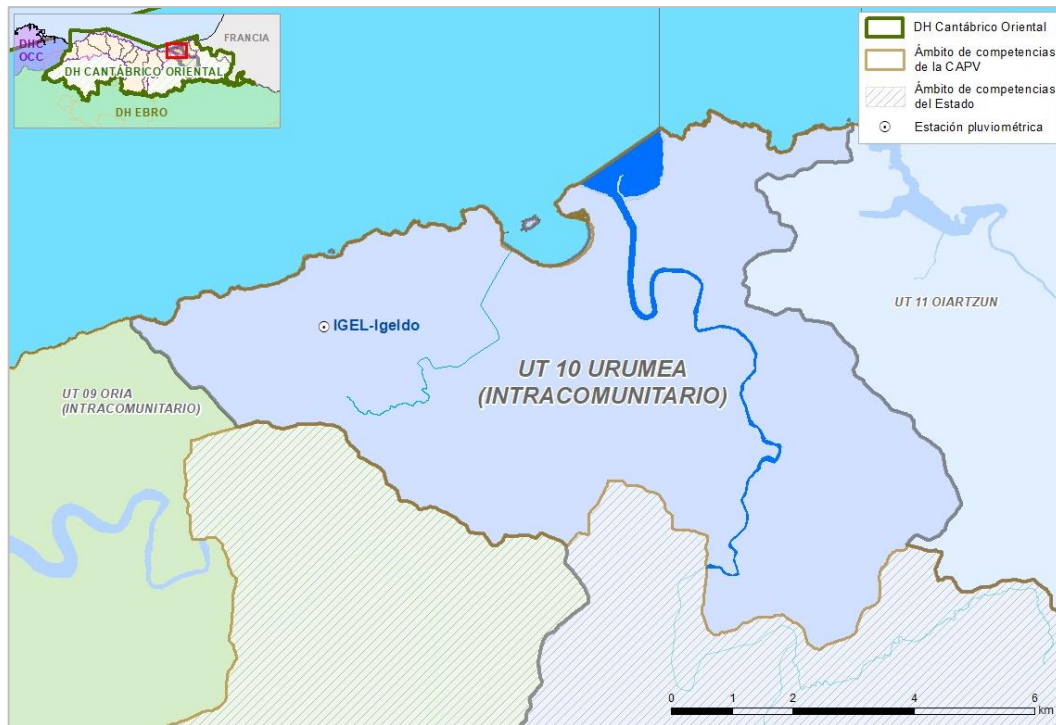 FRANCIA
DHC
OCC
DH CANTÁBRICO ORIENTAL
DH EBRO
DH Cantábrico Oriental
Ámbito de competencias
de la CAPV
Ámbito de competencias
del Estado
Estación pluviométrica
IGEL-Igeldo
UT 11 OIARTZUN
UT 10 URUMEA
(INTRACOMUNITARIO)
UT 09 ORIA
(INTRACOMUNITARIO)
0 1 2 4 6
km